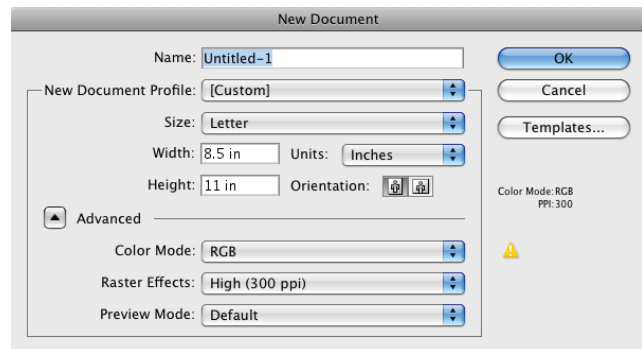 New Document
Name: Untitled-1
OK
New Document Profile: [Custom]
Cancel
Size: Letter
Templates...
Width: 8.5 in Units: Inches
Height: 11 in Orientation:
Color Mode:RGB
PPI:300
Advanced
Color Mode: RGB
Raster Effects: High (300 ppi)
Preview Mode: Default